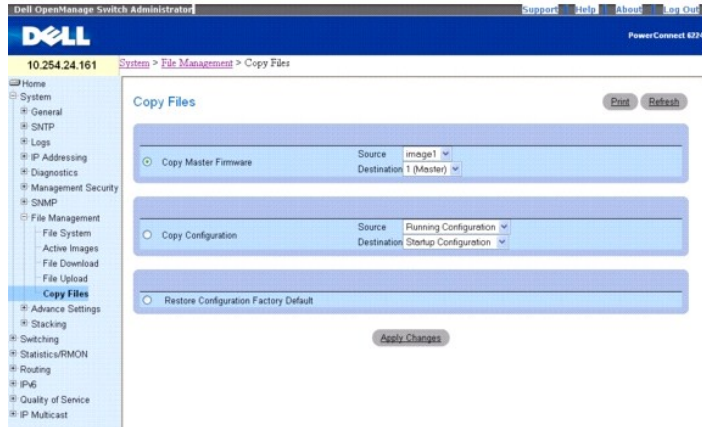 Dell OpenManage Switch Administrator
Support Help About Log Out
DELL
PowerConnect 6224
10.254.24.161
System > File Management > Copy Files
Home
System
General
SNTP
Logs
IP Addressing
Diagnostics
Management Security
SNMP
File Management
File System
Active Images
File Download
File Upload
Copy Files
Advance Settings
Stacking
Switching
Statistics/RMON
Routing
IPv6
Quality of Service
IP Multicast
Copy Files
Print Refresh
Copy Master Firmware
Source image1
Destination 1 (Master)
Copy Configuration
Source Running Configuration
Destination Startup Configuration
Restore Configuration Factory Default
Apply Changes